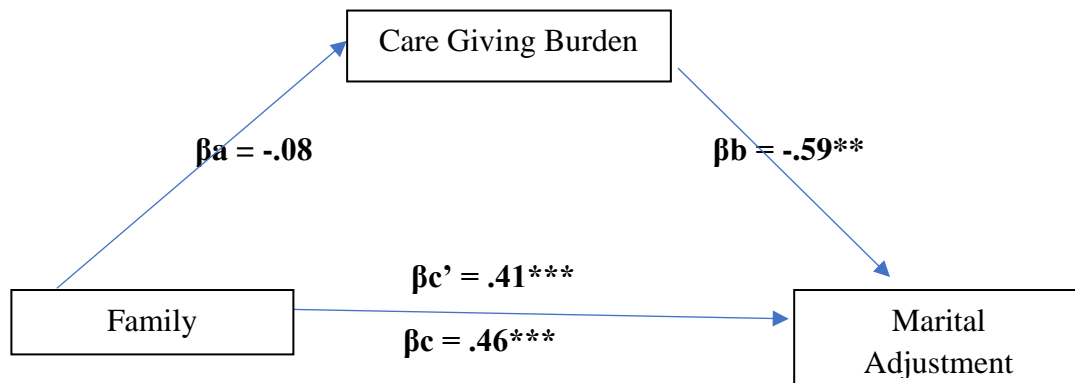 Care Giving Burden
βa = -.08
βb = -.59**
βc’ = .41***
Family
Marital
Adjustment
βc = .46***